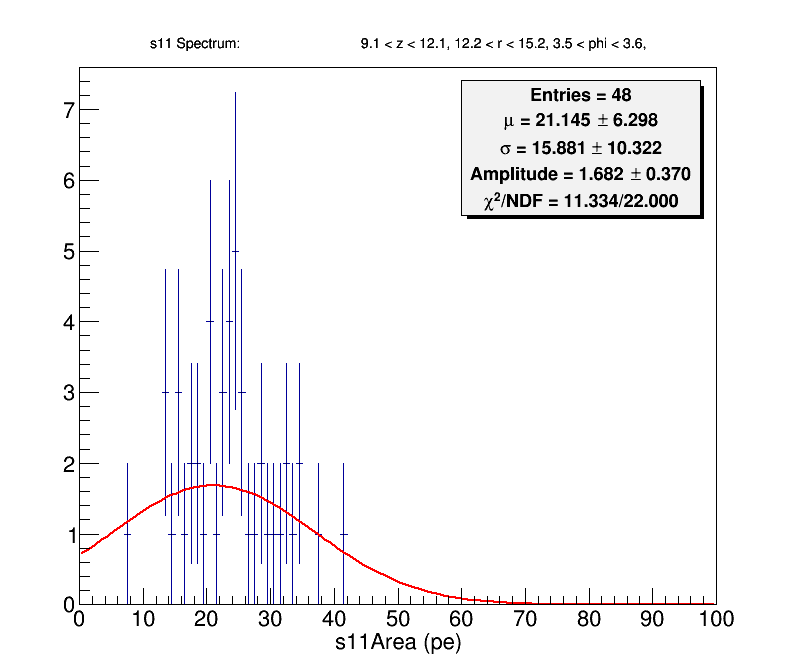 s11 Spectrum: 9.1 < z < 12.1, 12.2 < r < 15.2, 3.5 < phi < 3.6,
Entries = 48
μ = 21.145 ± 6.298
σ = 15.881 ± 10.322
Amplitude = 1.682 ± 0.370
χ²/NDF = 11.334/22.000
7
6
5
4
3
2
1
0
0 10 20 30 40 50 60 70 80 90 100
s11Area (pe)